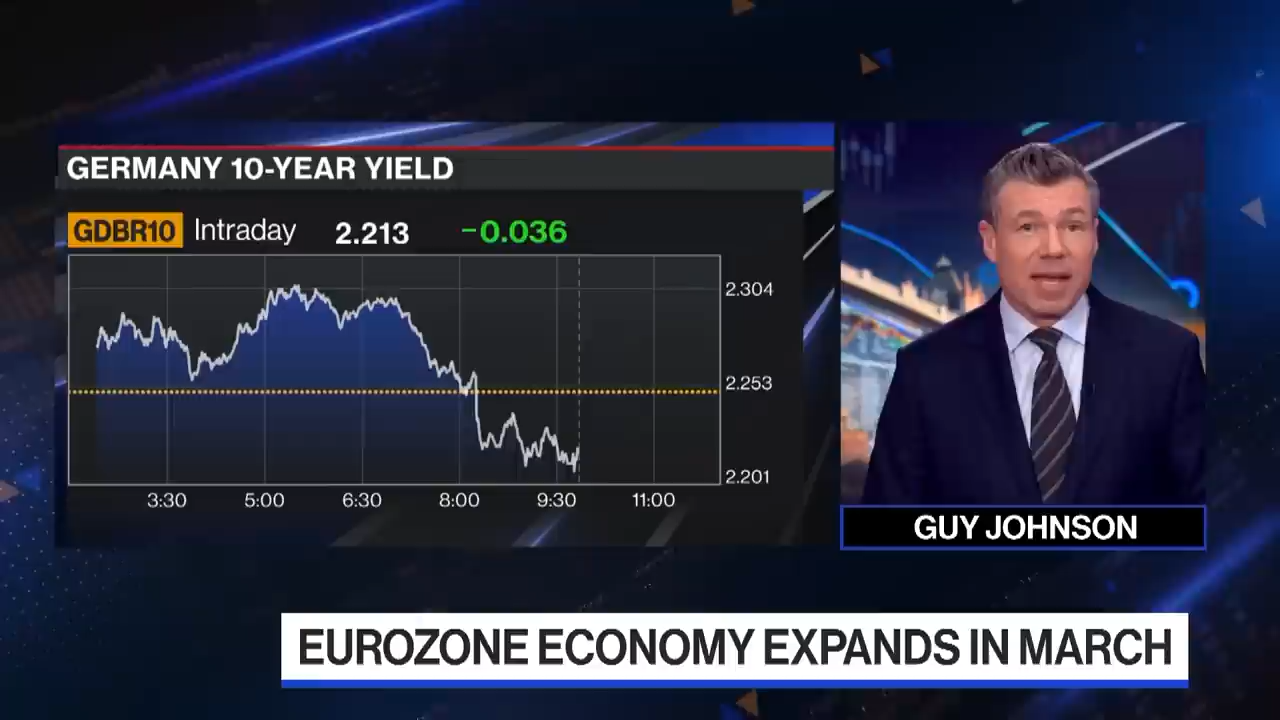 GERMANY 10-YEAR YIELD
GDBR10 Intraday 2.213 -0.036
2.304
2.253
2.201
3:30 5:00 6:30 8:00 9:30 11:00
GUY JOHNSON
EUROZONE ECONOMY EXPANDS IN MARCH